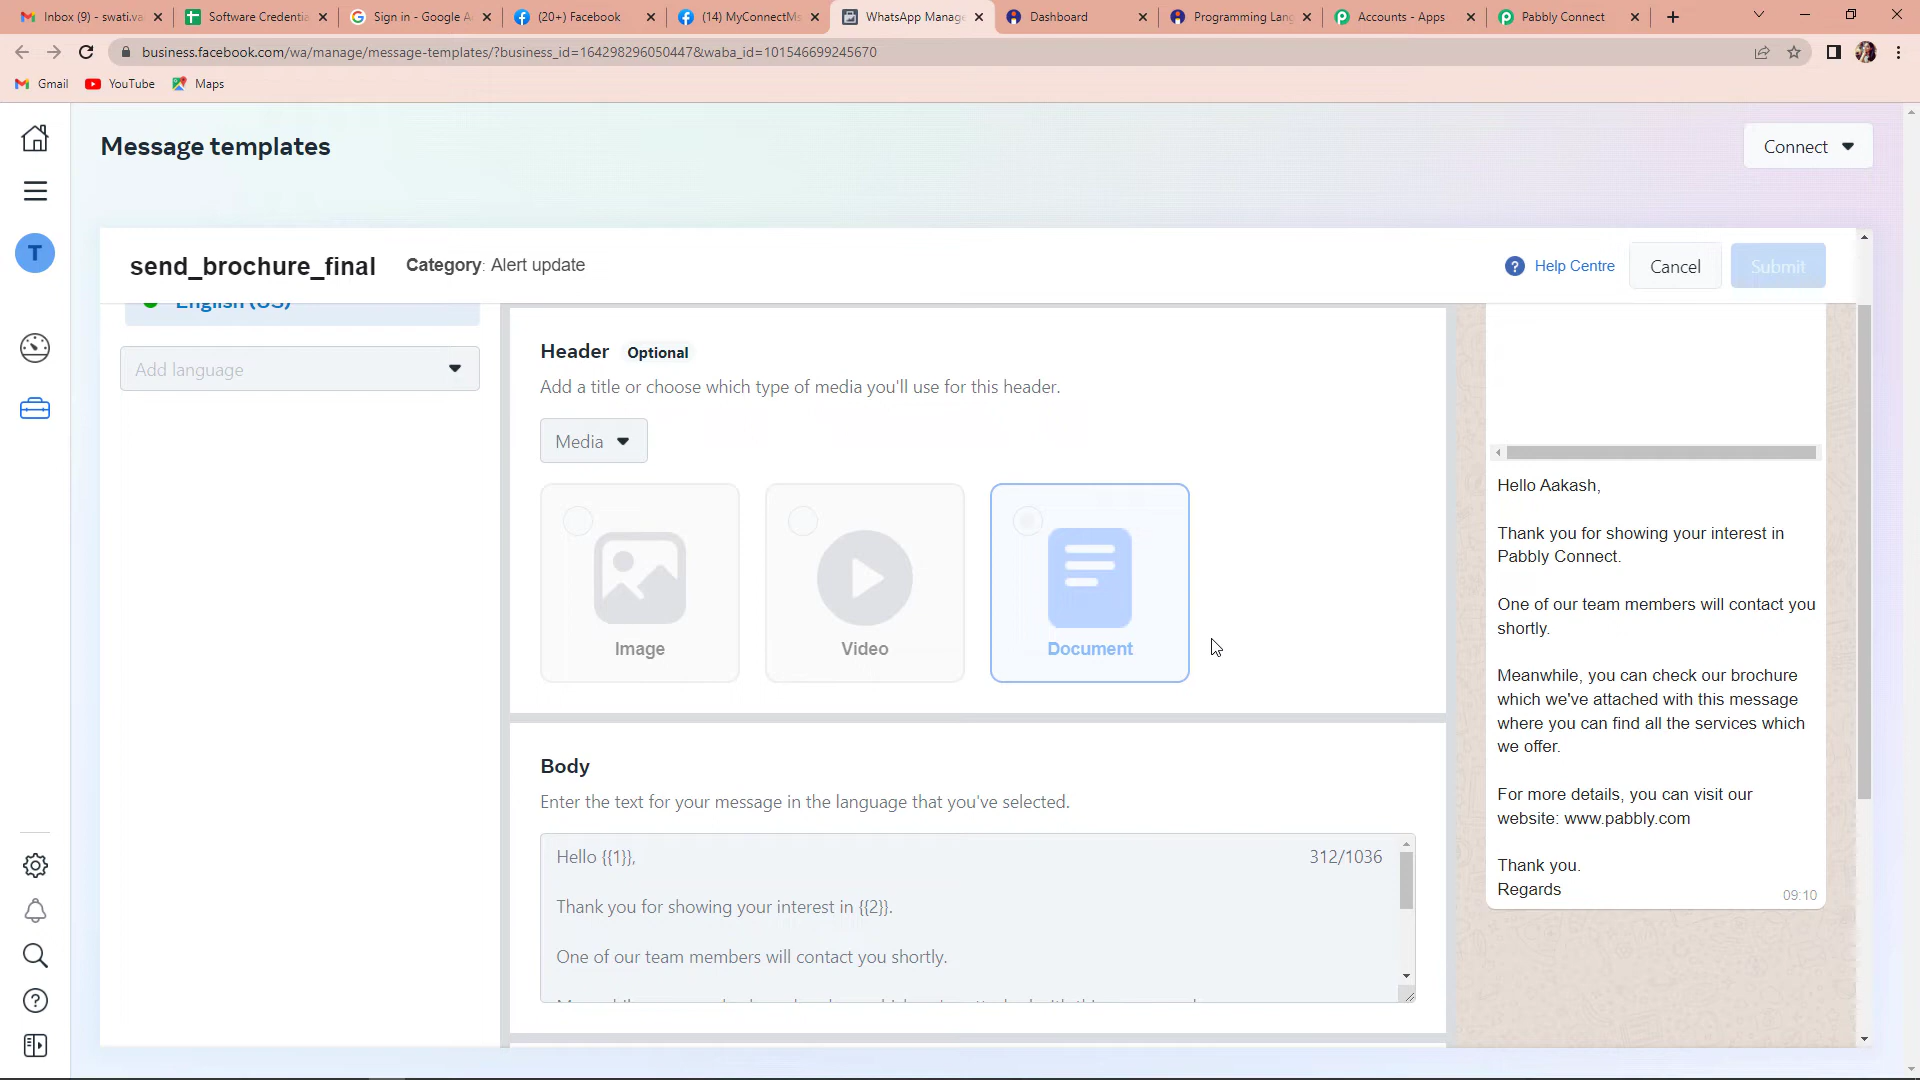 Inbox (9) - swati.va
Software Credentia
Sign in - Google A
(20+) Facebook
(14) MyConnectMs
WhatsApp Manage
Dashboard
Programming Lang
Accounts - Apps
Pabbly Connect
business.facebook.com/wa/manage/message-templates/?business_id=164298296050447&waba_id=101546699245670
Gmail
YouTube
Maps
Message templates
Connect
T
send_brochure_final
Category: Alert update
Help Centre
Cancel
Submit
English (US)
Add language
Header Optional
Add a title or choose which type of media you'll use for this header.
Media
Image
Video
Document
Body
Enter the text for your message in the language that you've selected.
Hello {{1}},
312/1036
Thank you for showing your interest in {{2}}.
One of our team members will contact you shortly.
Hello Aakash,
Thank you for showing your interest in
Pabbly Connect.
One of our team members will contact you
shortly.
Meanwhile, you can check our brochure
which we've attached with this message
where you can find all the services which
we offer.
For more details, you can visit our
website: www.pabbly.com
Thank you.
Regards
09:10